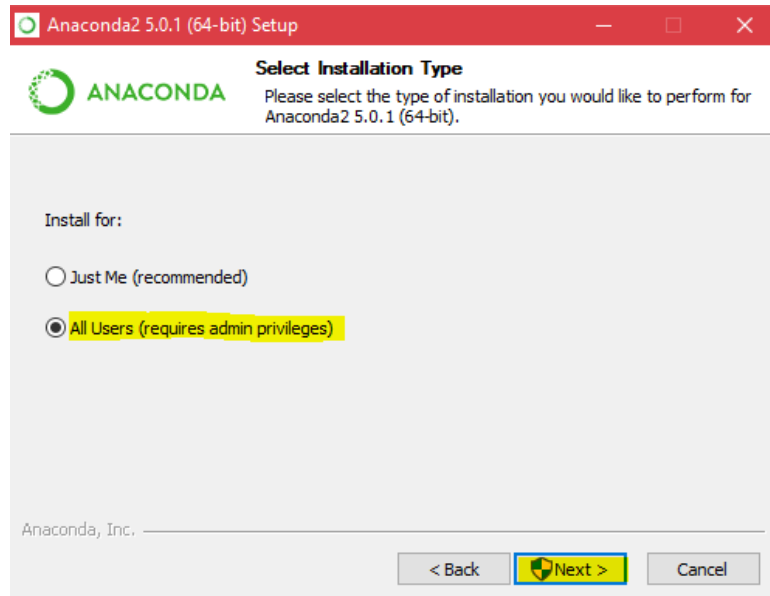 Anaconda2 5.0.1 (64-bit) Setup
ANACONDA
Select Installation Type
Please select the type of installation you would like to perform for
Anaconda2 5.0.1 (64-bit).
Install for:
Just Me (recommended)
All Users (requires admin privileges)
Anaconda, Inc.
< Back
Next >
Cancel